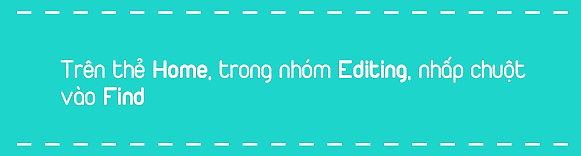 Trên thẻ Home, trong nhóm Editing, nhấp chuột
vào Find